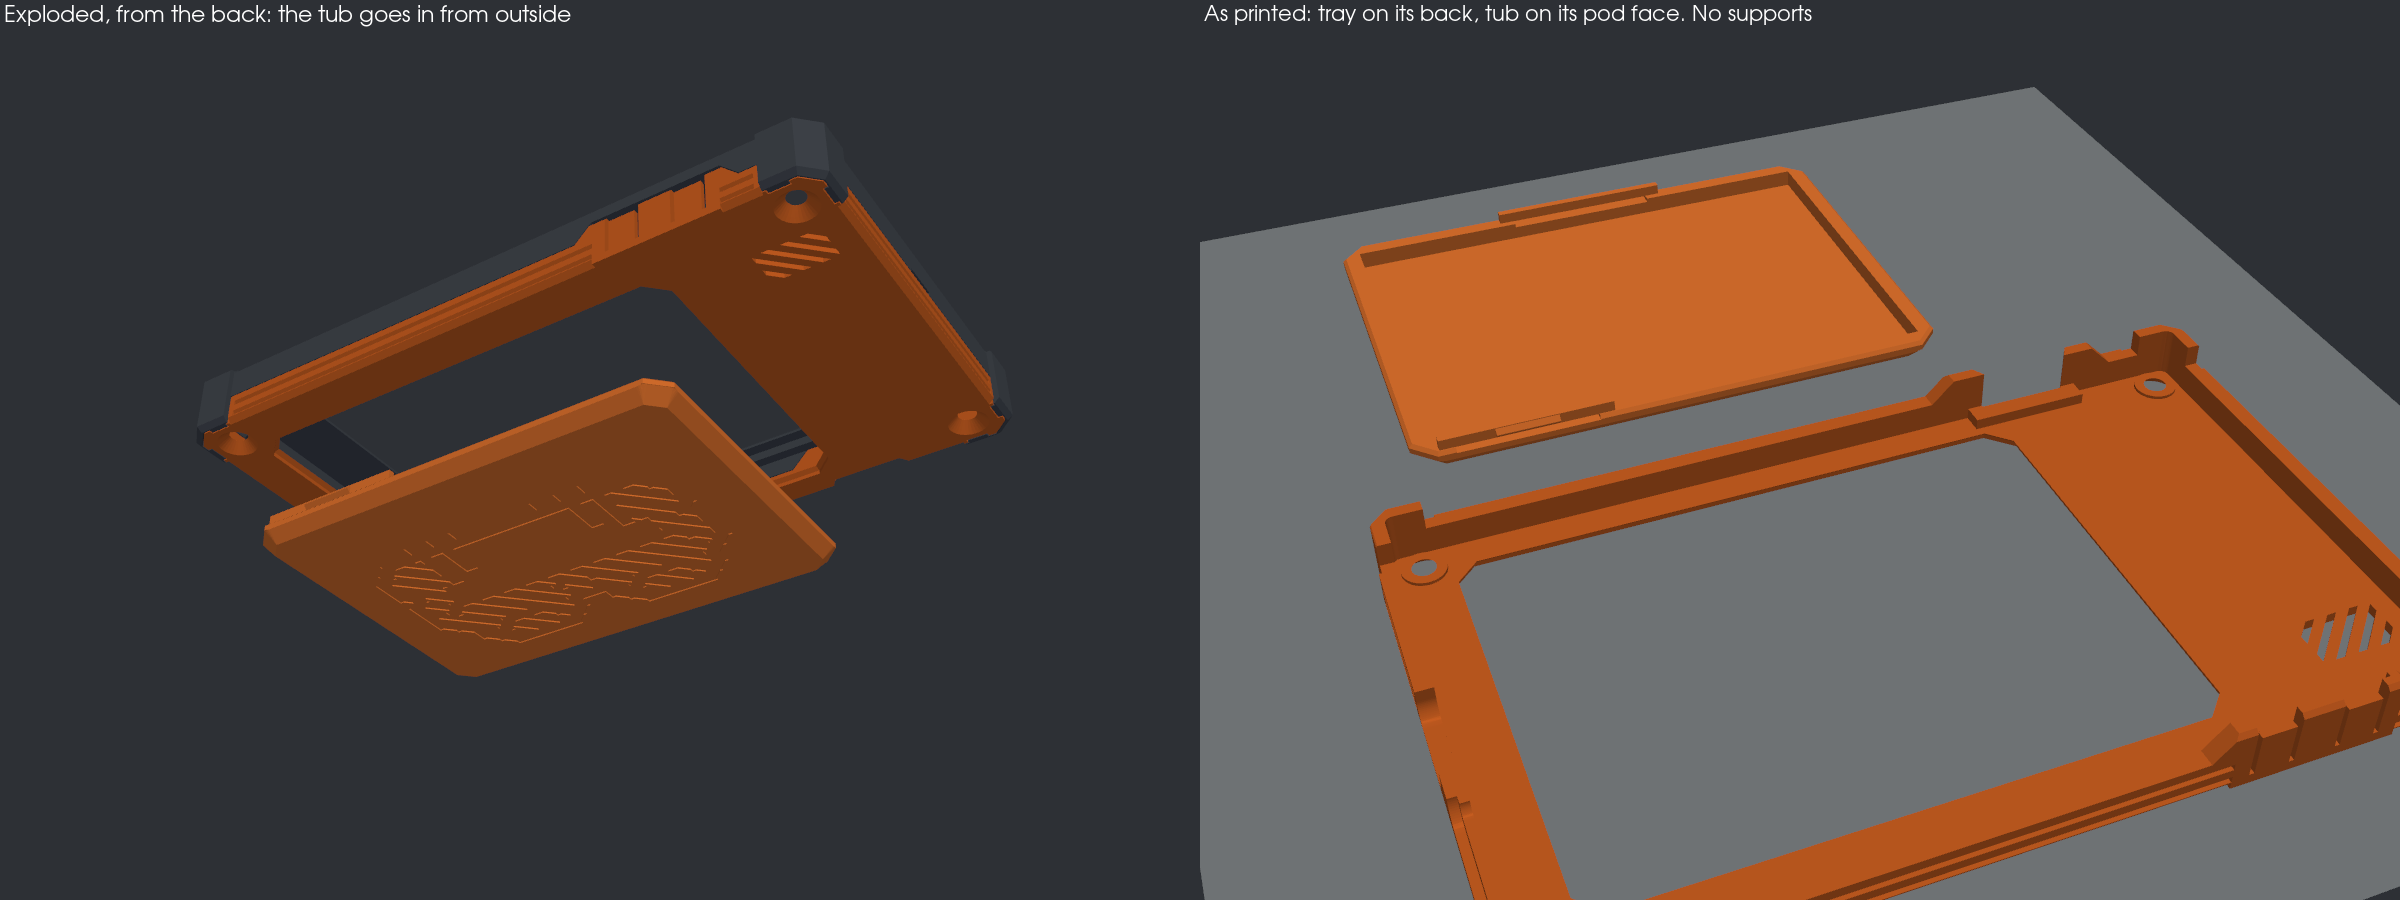 Exploded, from the back: the tub goes in from outside
As printed: tray on its back, tub on its pod face. No supports